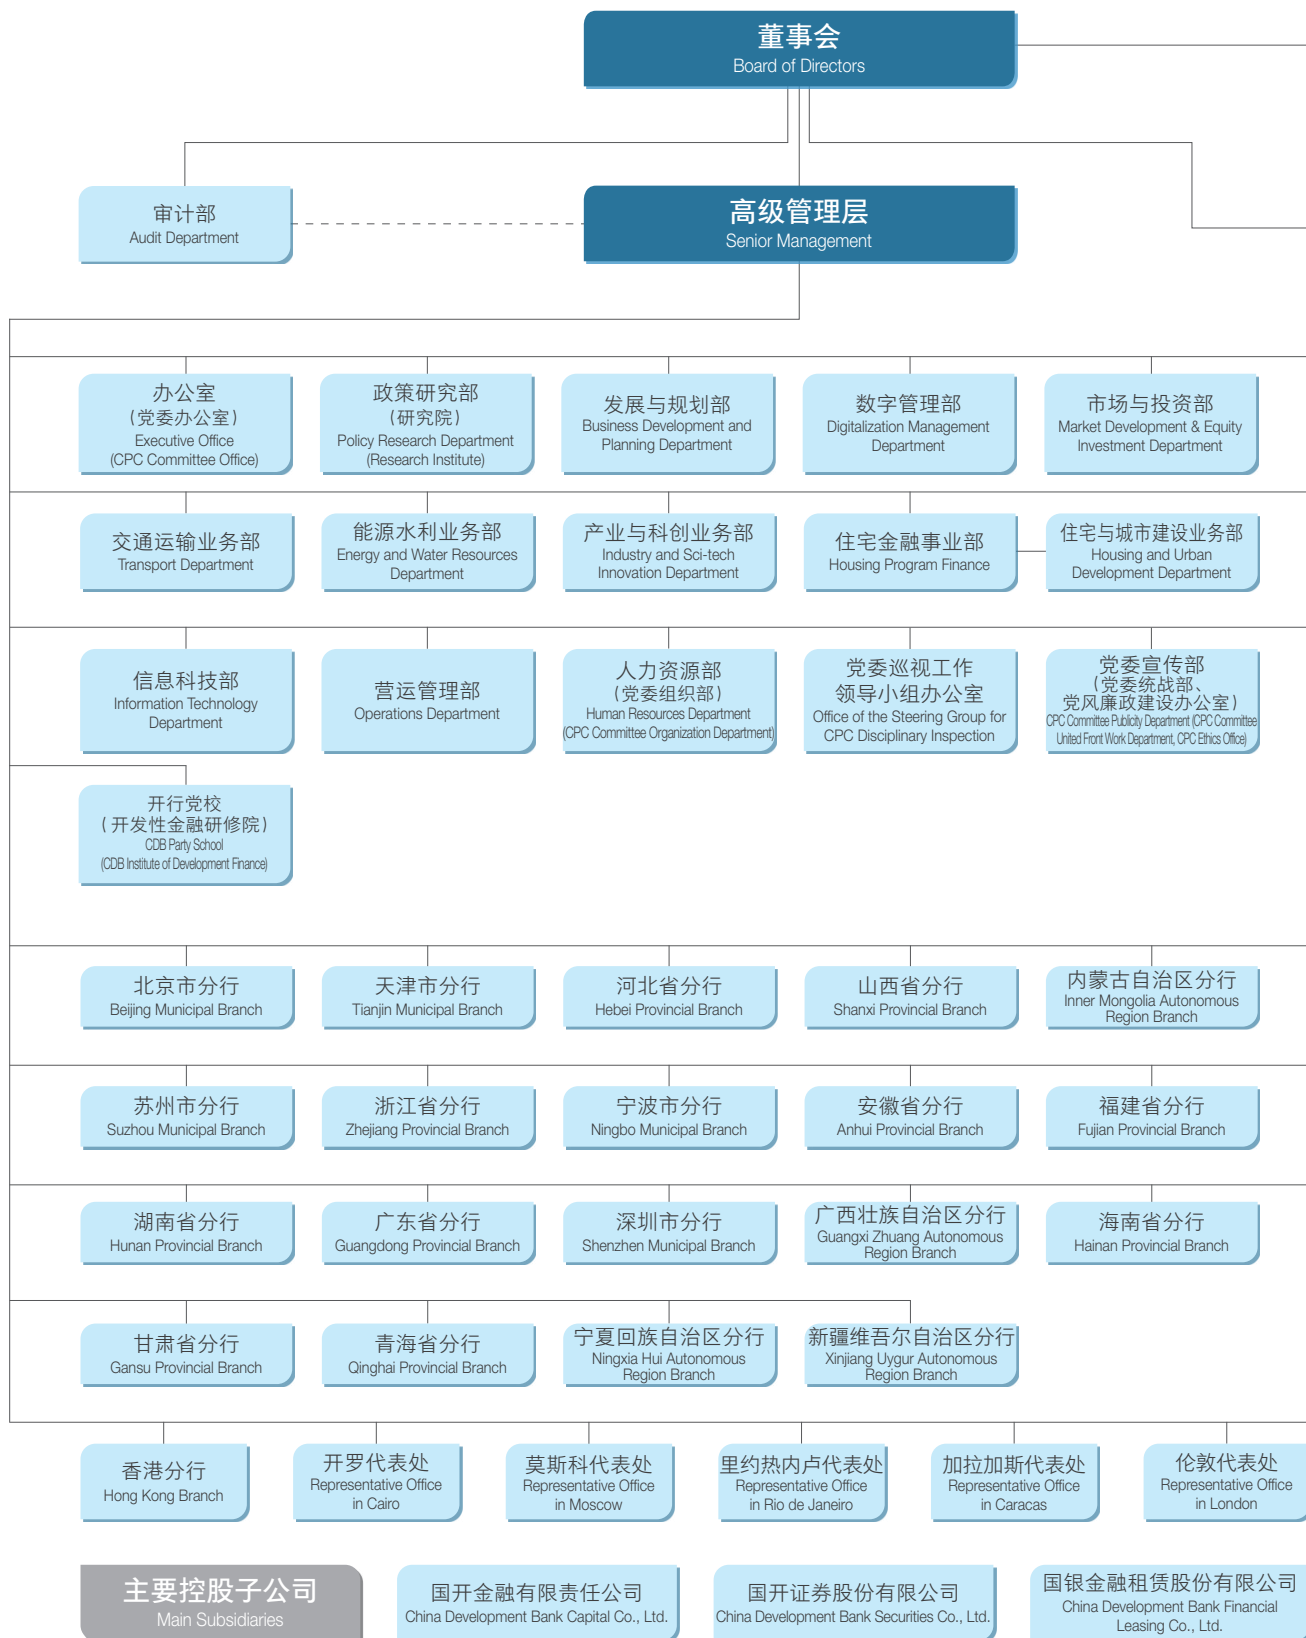 董事会
Board of Directors
审计部
Audit Department
高级管理层
Senior Management
办公室
(党委办公室)
Executive Office
(CPC Committee Office)
政策研究部
(研究院)
Policy Research Department
(Research Institute)
发展与规划部
Business Development and
Planning Department
数字管理部
Digitalization Management
Department
市场与投资部
Market Development & Equity
Investment Department
交通运输业务部
Transport Department
能源水利业务部
Energy and Water Resources
Department
产业与科创业务部
Industry and Sci-tech
Innovation Department
住宅金融事业部
Housing Program Finance
住宅与城市建设业务部
Housing and Urban
Development Department
信息科技部
Information Technology
Department
营运管理部
Operations Department
人力资源部
(党委组织部)
Human Resources Department
(CPC Committee Organization Department)
党委巡视工作
领导小组办公室
Office of the Steering Group for
CPC Disciplinary Inspection
党委宣传部
(党委统战部、
党风廉政建设办公室)
CPC Committee Publicity Department (CPC Committee
United Front Work Department, CPC Ethics Office)
开行党校
(开发性金融研修院)
CDB Party School
(CDB Institute of Development Finance)
北京市分行
Beijing Municipal Branch
天津市分行
Tianjin Municipal Branch
河北省分行
Hebei Provincial Branch
山西省分行
Shanxi Provincial Branch
内蒙古自治区分行
Inner Mongolia Autonomous
Region Branch
苏州市分行
Suzhou Municipal Branch
浙江省分行
Zhejiang Provincial Branch
宁波市分行
Ningbo Municipal Branch
安徽省分行
Anhui Provincial Branch
福建省分行
Fujian Provincial Branch
湖南省分行
Hunan Provincial Branch
广东省分行
Guangdong Provincial Branch
深圳市分行
Shenzhen Municipal Branch
广西壮族自治区分行
Guangxi Zhuang Autonomous
Region Branch
海南省分行
Hainan Provincial Branch
甘肃省分行
Gansu Provincial Branch
青海省分行
Qinghai Provincial Branch
宁夏回族自治区分行
Ningxia Hui Autonomous
Region Branch
新疆维吾尔自治区分行
Xinjiang Uygur Autonomous
Region Branch
香港分行
Hong Kong Branch
开罗代表处
Representative Office
in Cairo
莫斯科代表处
Representative Office
in Moscow
里约热内卢代表处
Representative Office
in Rio de Janeiro
加拉加斯代表处
Representative Office
in Caracas
伦敦代表处
Representative Office
in London
主要控股子公司
Main Subsidiaries
国开金融有限责任公司
China Development Bank Capital Co., Ltd.
国开证券股份有限公司
China Development Bank Securities Co., Ltd.
国银金融租赁股份有限公司
China Development Bank Financial
Leasing Co., Ltd.